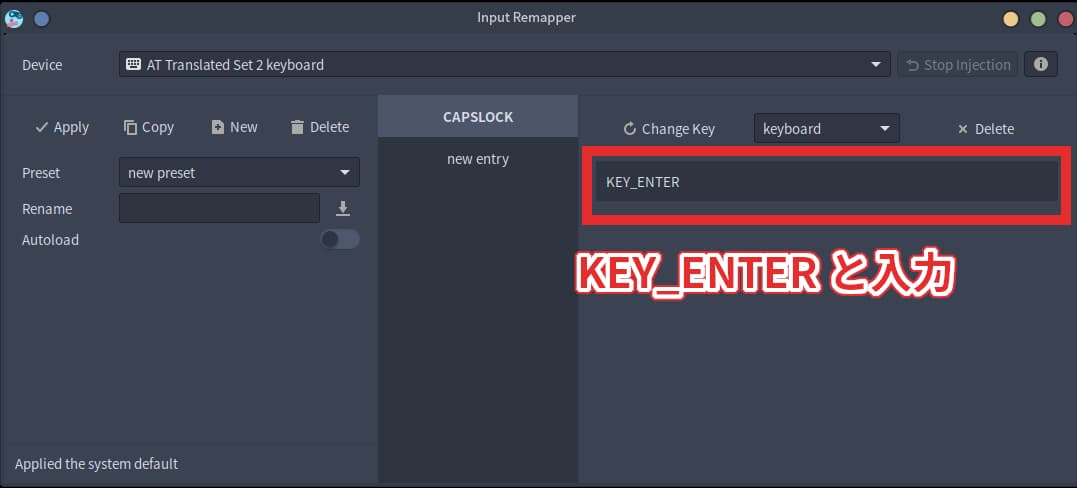 Input Remapper
Device
AT Translated Set 2 keyboard
Stop Injection
Apply
Copy
New
Delete
CAPSLOCK
Change Key
keyboard
Delete
Preset
new preset
new entry
KEY_ENTER
Rename
Autoload
KEY_ENTER と入力
Applied the system default